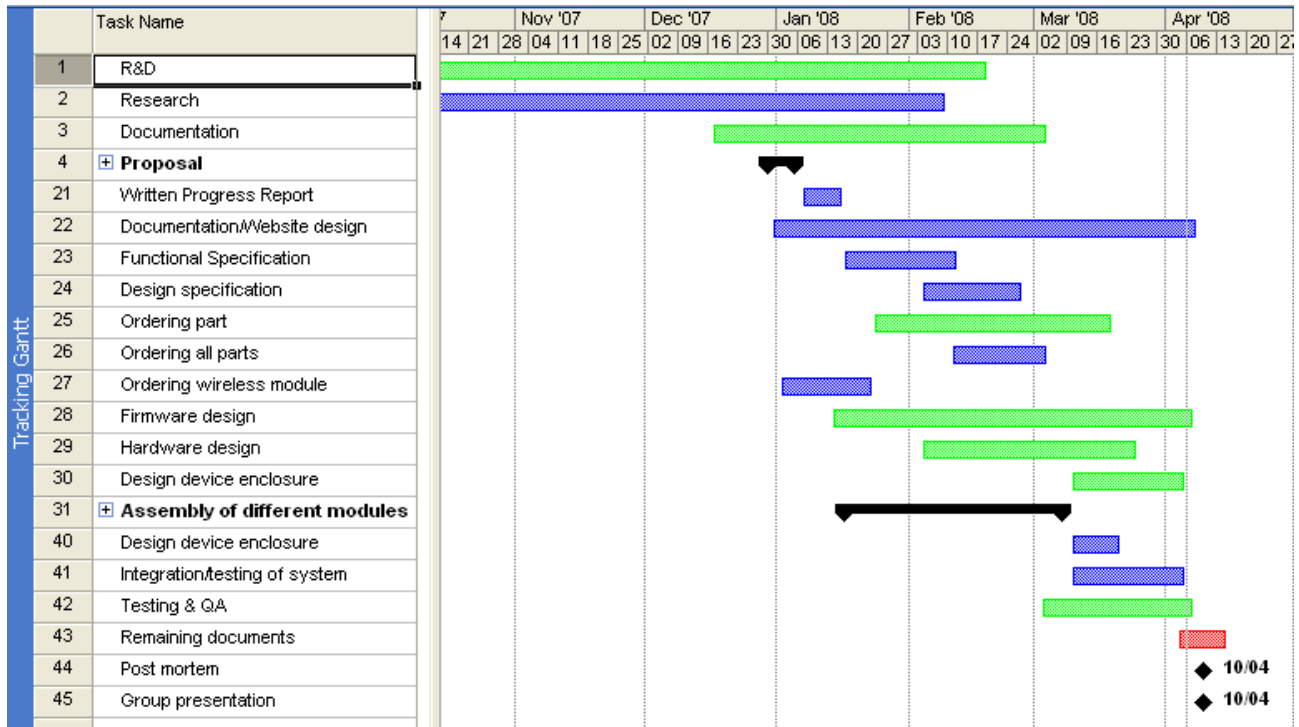 Task Name
7 Nov '07 Dec '07 Jan '08 Feb '08 Mar '08 Apr '08
14 21 28 04 11 18 25 02 09 16 23 30 06 13 20 27 03 10 17 24 02 09 16 23 30 06 13 20 27
1 R&D
2 Research
3 Documentation
4 Proposal
21 Written Progress Report
22 Documentation/Website design
23 Functional Specification
24 Design specification
25 Ordering part
26 Ordering all parts
27 Ordering wireless module
28 Firmware design
29 Hardware design
30 Design device enclosure
31 Assembly of different modules
40 Design device enclosure
41 Integration/testing of system
42 Testing & QA
43 Remaining documents
44 Post mortem 10/04
45 Group presentation 10/04
Tracking Gantt